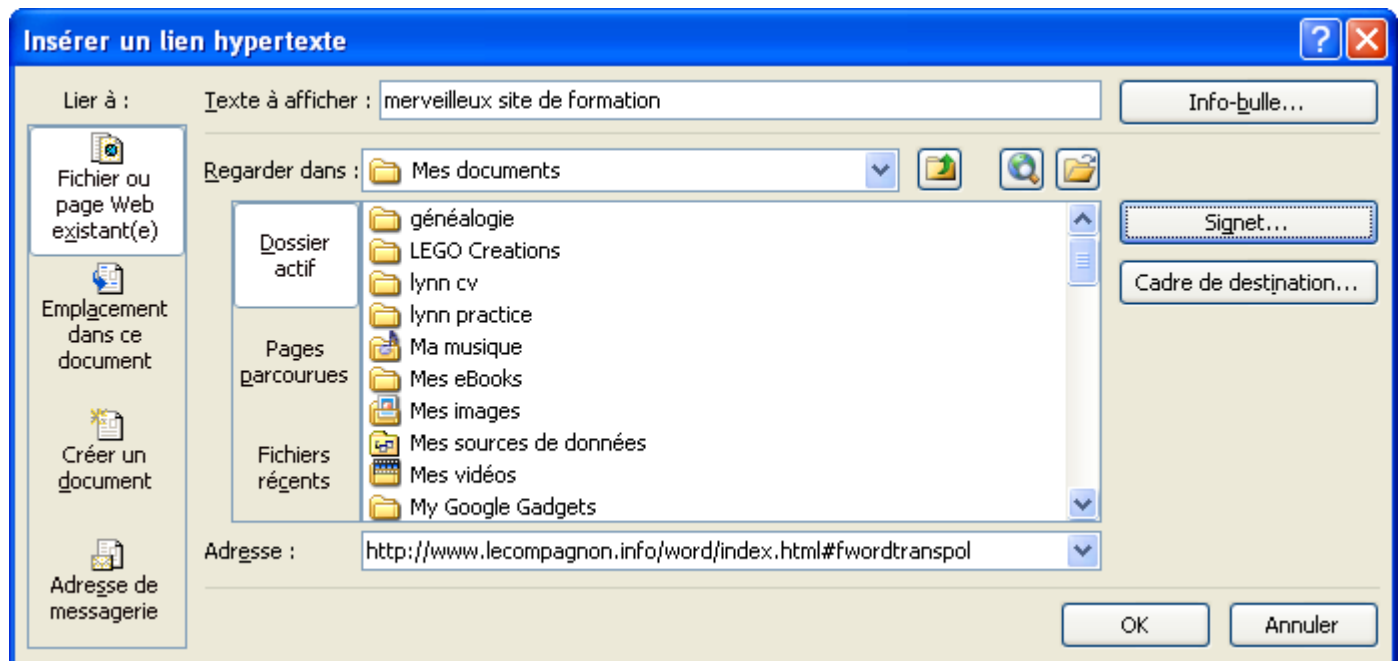 Insérer un lien hypertexte
Lier à :
Texte à afficher : merveilleux site de formation
Info-bulle...
Fichier ou
page Web
existant(e)
Emplacement
dans ce
document
Créer un
document
Adresse de
messagerie
Regarder dans : Mes documents
Dossier
actif
Pages
parcourues
Fichiers
récents
généalogie
LEGO Creations
lynn cv
lynn practice
Ma musique
Mes eBooks
Mes images
Mes sources de données
Mes vidéos
My Google Gadgets
Signet...
Cadre de destination...
Adresse : http://www.lecompagnon.info/word/index.html#fwordtranspol
OK
Annuler